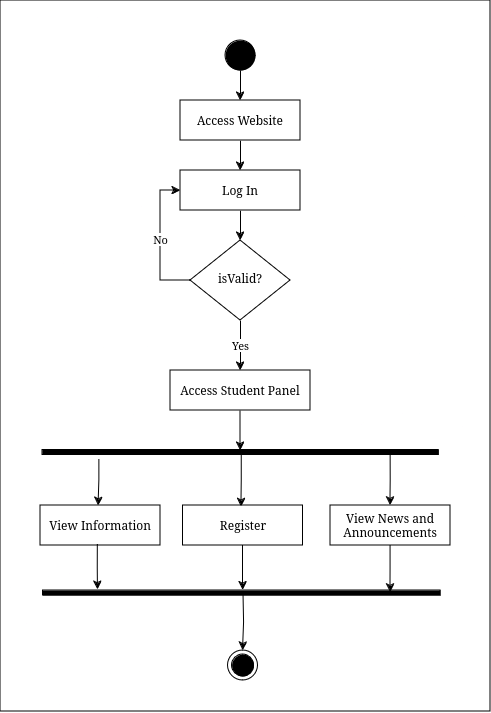 Access Website
Log In
No
isValid?
Yes
Access Student Panel
View Information
Register
View News and
Announcements